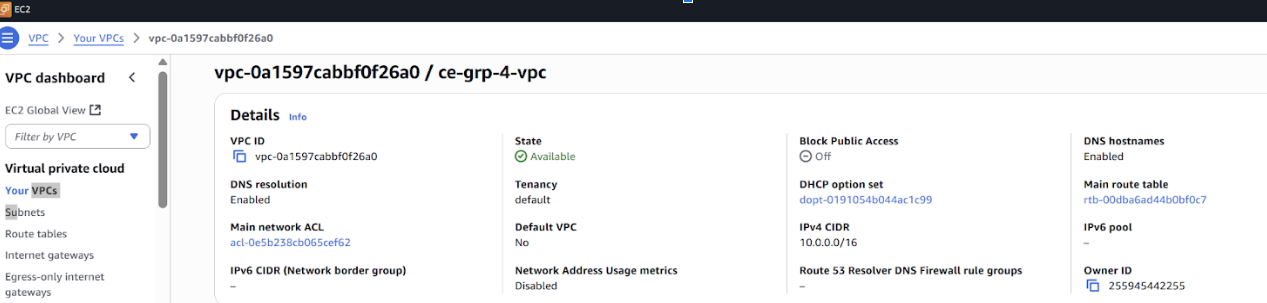 EC2
VPC > Your VPCs > vpc-0a1597cabbf0f26a0
VPC dashboard
EC2 Global View
Filter by VPC
Virtual private cloud
Your VPCs
Subnets
Route tables
Internet gateways
Egress-only internet
gateways
vpc-0a1597cabbf0f26a0 / ce-grp-4-vpc
Details Info
VPC ID
vpc-0a1597cabbf0f26a0
State
Available
Block Public Access
Off
DNS hostnames
Enabled
DNS resolution
Enabled
Tenancy
default
DHCP option set
dopt-0191054b044ac1c99
Main route table
rtb-00dba6ad44b0bf0c7
Main network ACL
acl-0e5b238cb065cef62
Default VPC
No
IPv4 CIDR
10.0.0.0/16
IPv6 pool
–
IPv6 CIDR (Network border group)
–
Network Address Usage metrics
Disabled
Route 53 Resolver DNS Firewall rule groups
–
Owner ID
255945442255